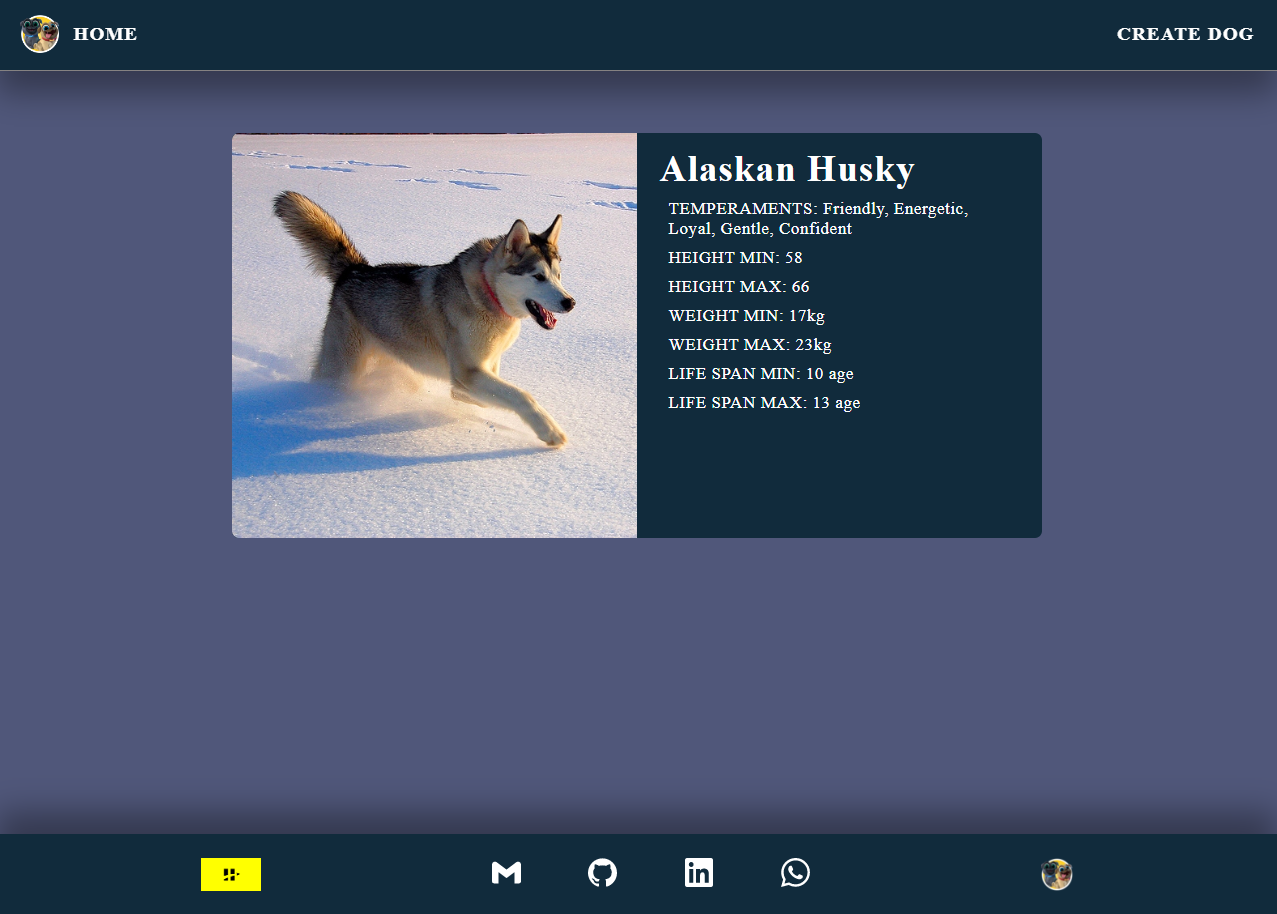 HOME
CREATE DOG
Alaskan Husky
TEMPERAMENTS: Friendly, Energetic,
Loyal, Gentle, Confident
HEIGHT MIN: 58
HEIGHT MAX: 66
WEIGHT MIN: 17kg
WEIGHT MAX: 23kg
LIFE SPAN MIN: 10 age
LIFE SPAN MAX: 13 age
in